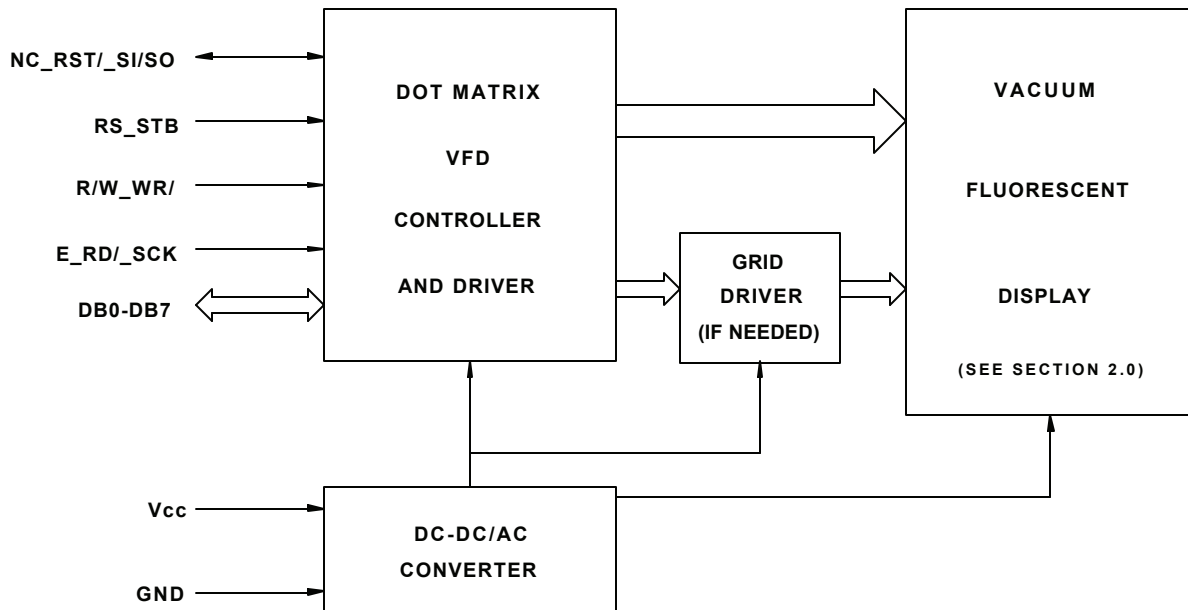 NC_RST/_SI/SO
RS_STB
R/W_WR/
E_RD/_SCK
DB0-DB7
DOT MATRIX
VFD
CONTROLLER
AND DRIVER
GRID
DRIVER
(IF NEEDED)
VACUUM
FLUORESCENT
DISPLAY
(SEE SECTION 2.0)
Vcc
GND
DC-DC/AC
CONVERTER